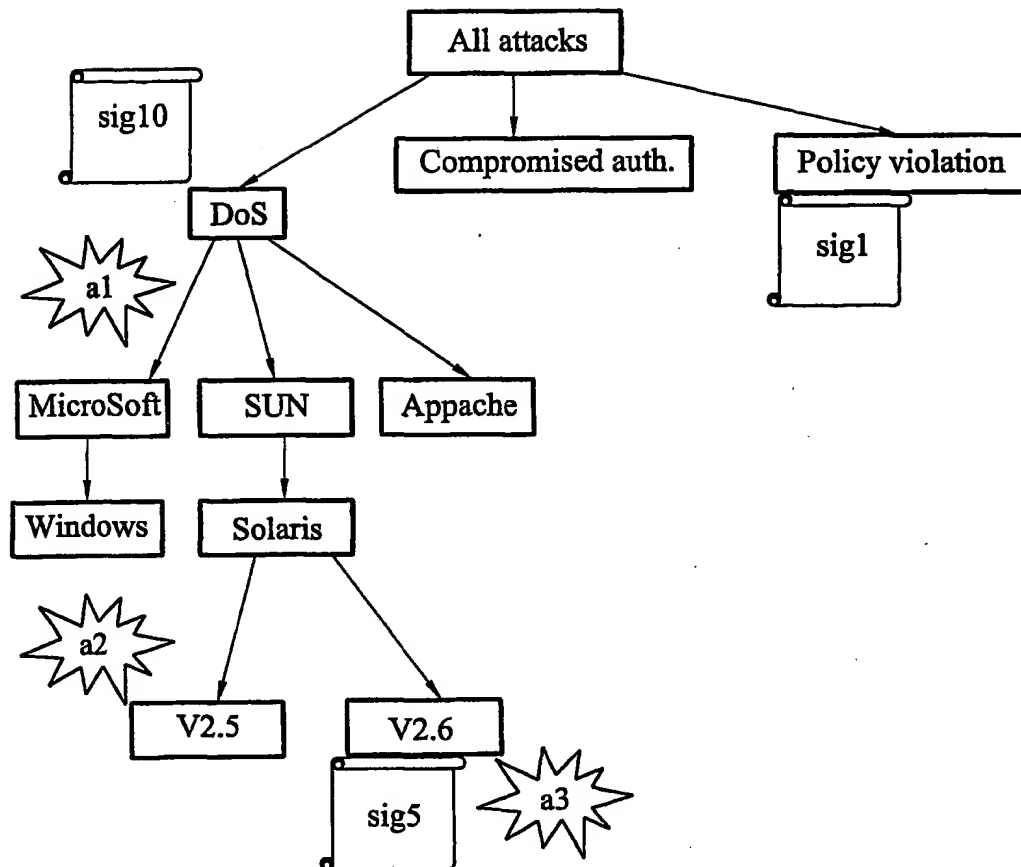 All attacks
sig10
Compromised auth.
Policy violation
DoS
sig1
a1
MicroSoft
SUN
Appache
Windows
Solaris
a2
V2.5
V2.6
sig5
a3